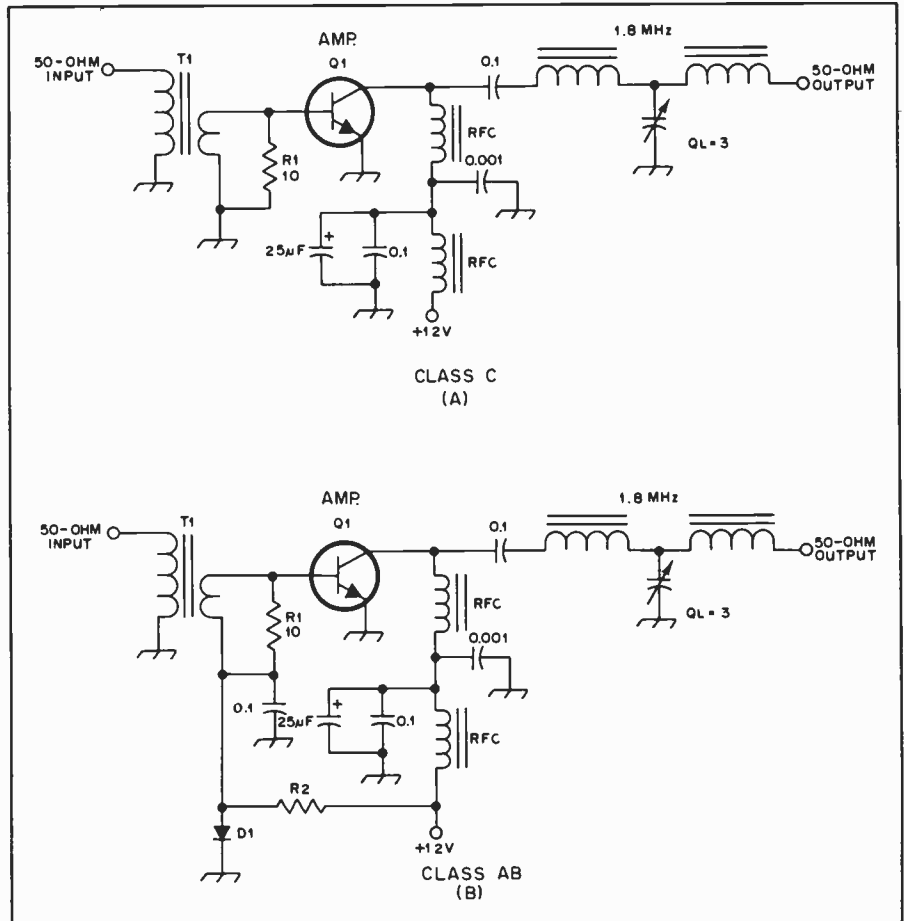 AMP.
1.8 MHz
50-OHM
INPUT
T1
Q1
0.1
50-OHM
OUTPUT
R1
10
RFC
0.001
QL=3
25µF
+
0.1
RFC
+12V
CLASS C
(A)
AMP.
1.8 MHz
50-OHM
INPUT
T1
Q1
0.1
50-OHM
OUTPUT
R1
10
RFC
0.001
QL=3
0.1
25µF
+
0.1
RFC
R2
D1
+12V
CLASS AB
(B)